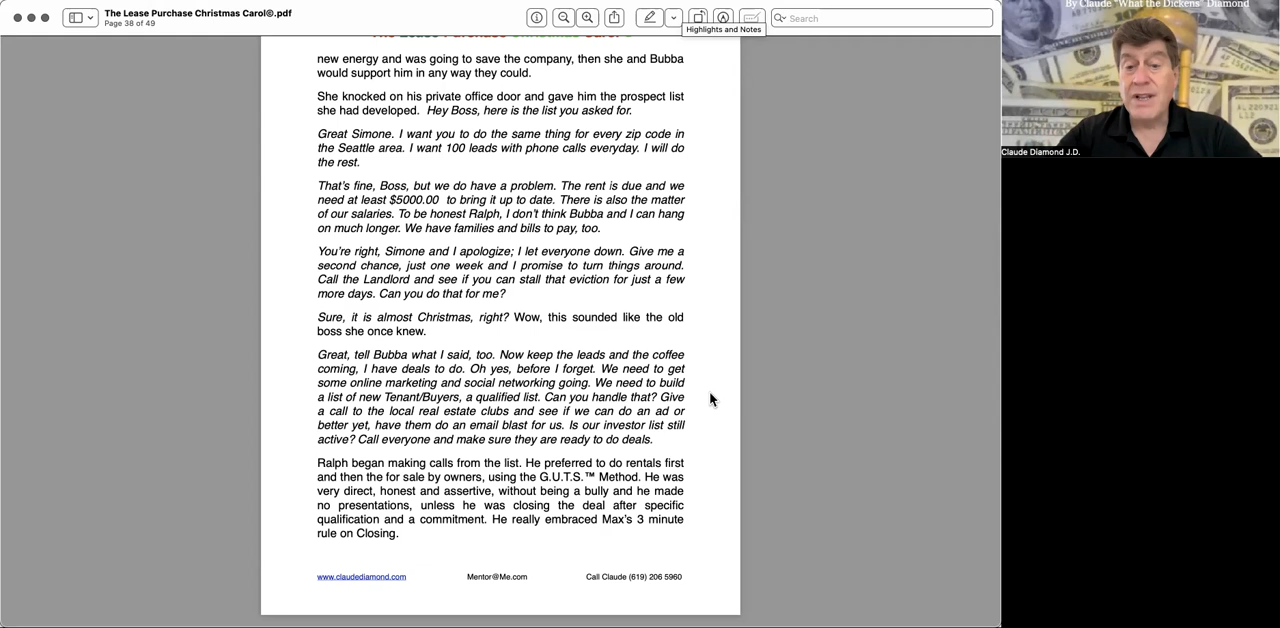 The Lease Purchase Christmas Carol©.pdf
Page 38 of 49
Search
Highlights and Notes
By Claude "What the Dickens" Diamond
The Lease Purchase Christmas Carol©
new energy and was going to save the company, then she and Bubba
would support him in any way they could.
She knocked on his private office door and gave him the prospect list
she had developed. Hey Boss, here is the list you asked for.
Great Simone. I want you to do the same thing for every zip code in
the Seattle area. I want 100 leads with phone calls everyday. I will do
the rest.
That's fine, Boss, but we do have a problem. The rent is due and we
need at least $5000.00 to bring it up to date. There is also the matter
of our salaries. To be honest Ralph, I don't think Bubba and I can hang
on much longer. We have families and bills to pay, too.
You're right, Simone and I apologize; I let everyone down. Give me a
second chance, just one week and I promise to turn things around.
Call the Landlord and see if you can stall that eviction for just a few
more days. Can you do that for me?
Sure, it is almost Christmas, right? Wow, this sounded like the old
boss she once knew.
Great, tell Bubba what I said, too. Now keep the leads and the coffee
coming, I have deals to do. Oh yes, before I forget. We need to get
some online marketing and social networking going. We need to build
a list of new Tenant/Buyers, a qualified list. Can you handle that? Give
a call to the local real estate clubs and see if we can do an ad or
better yet, have them do an email blast for us. Is our investor list still
active? Call everyone and make sure they are ready to do deals.
Ralph began making calls from the list. He preferred to do rentals first
and then the for sale by owners, using the G.U.T.S.™ Method. He was
very direct, honest and assertive, without being a bully and he made
no presentations, unless he was closing the deal after specific
qualification and a commitment. He really embraced Max's 3 minute
rule on Closing.
www.claudediamond.com Mentor@Me.com Call Claude (619) 206 5960
Claude Diamond J.D.